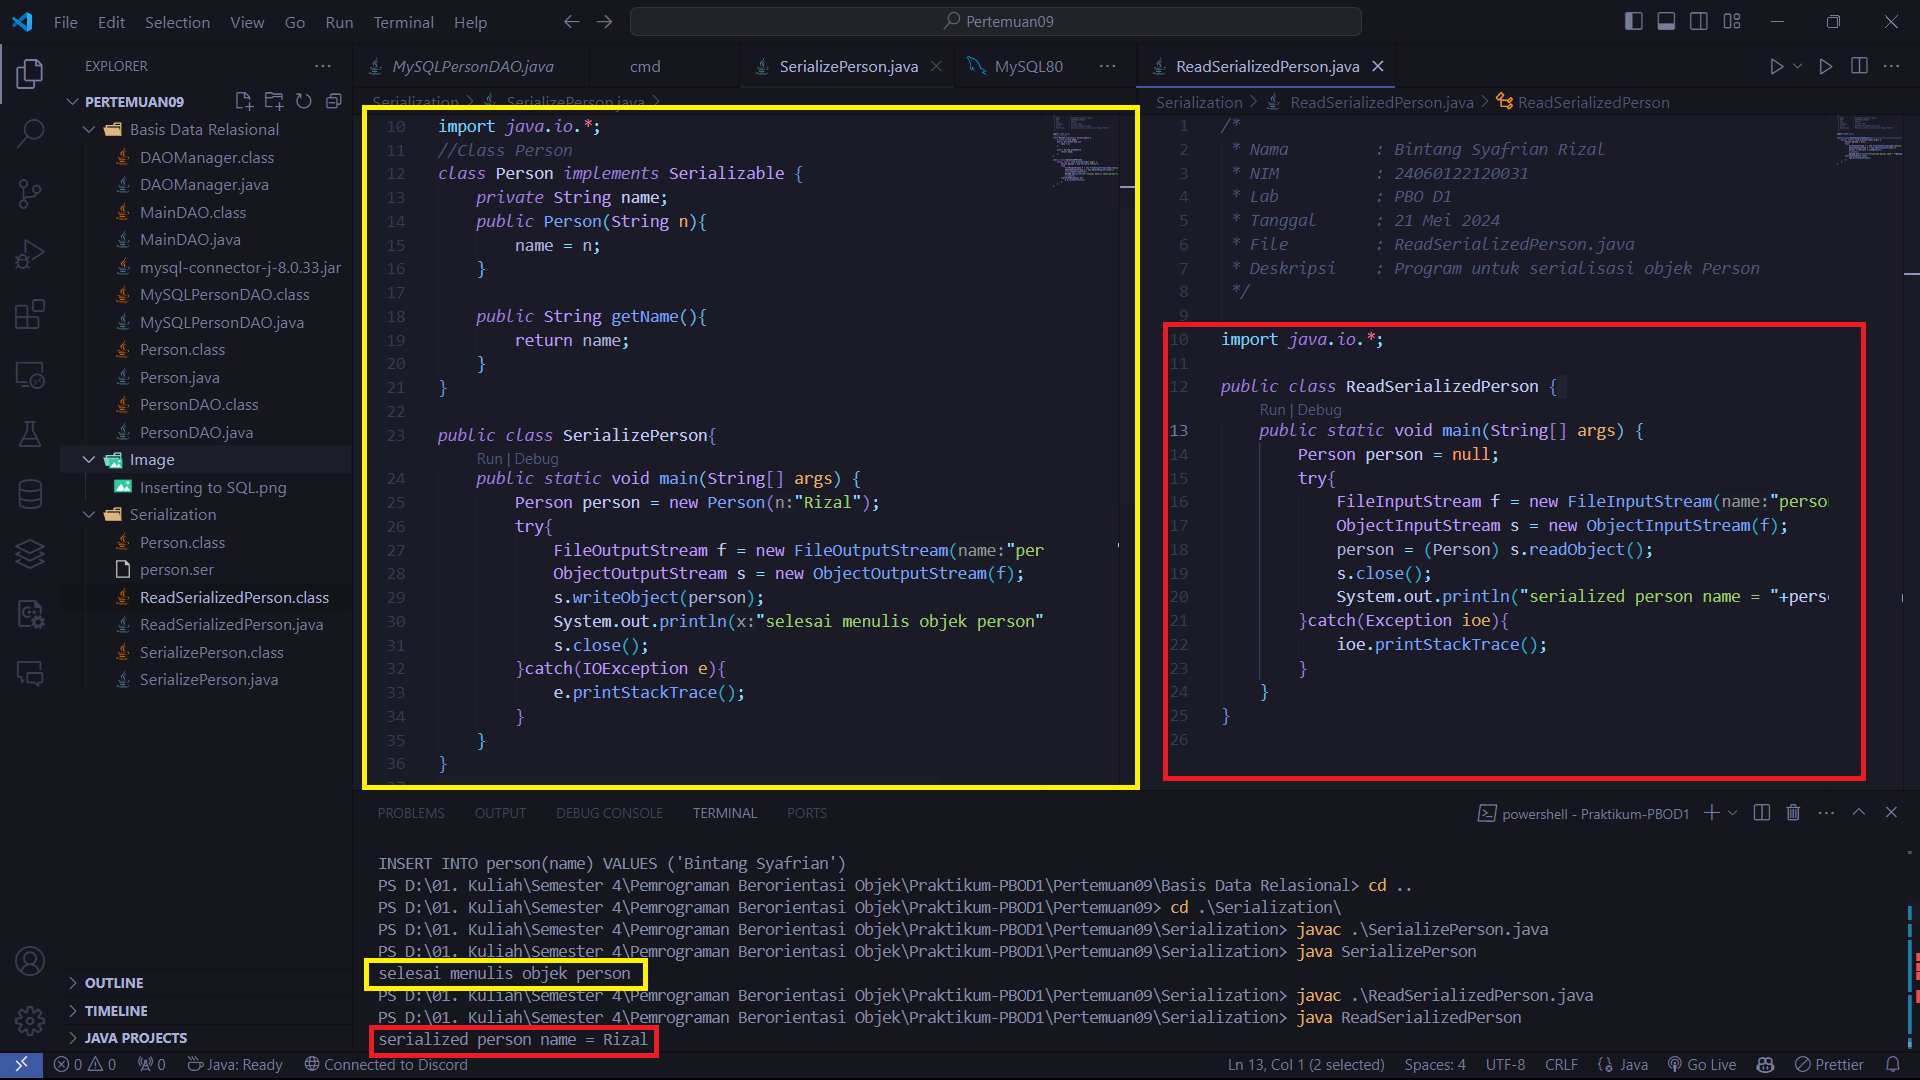 File Edit Selection View Go Run Terminal Help
Pertemuan09
EXPLORER
PERTEMUAN09
Basis Data Relasional
DAOManager.class
DAOManager.java
MainDAO.class
MainDAO.java
mysql-connector-j-8.0.33.jar
MySQLPersonDAO.class
MySQLPersonDAO.java
Person.class
Person.java
PersonDAO.class
PersonDAO.java
Image
Inserting to SQL.png
Serialization
Person.class
person.ser
ReadSerializedPerson.class
ReadSerializedPerson.java
SerializePerson.class
SerializePerson.java
OUTLINE
TIMELINE
JAVA PROJECTS
MySQLPersonDAO.java cmd SerializePerson.java MySQL80
Serialization > SerializePerson.java >
10 import java.io.*;
11 //Class Person
12 class Person implements Serializable {
13 private String name;
14 public Person(String n){
15 name = n;
16 }
17
18 public String getName(){
19 return name;
20 }
21 }
22
23 public class SerializePerson{
Run | Debug
24 public static void main(String[] args) {
25 Person person = new Person(n:"Rizal");
26 try{
27 FileOutputStream f = new FileOutputStream(name:"per
28 ObjectOutputStream s = new ObjectOutputStream(f);
29 s.writeObject(person);
30 System.out.println(x:"selesai menulis objek person"
31 s.close();
32 }catch(IOException e){
33 e.printStackTrace();
34 }
35 }
36 }
ReadSerializedPerson.java
Serialization > ReadSerializedPerson.java > ReadSerializedPerson
1 /*
2 * Nama : Bintang Syafrian Rizal
3 * NIM : 24060122120031
4 * Lab : PBO D1
5 * Tanggal : 21 Mei 2024
6 * File : ReadSerializedPerson.java
7 * Deskripsi : Program untuk serialisasi objek Person
8 */
9
10 import java.io.*;
11
12 public class ReadSerializedPerson {
Run | Debug
13 public static void main(String[] args) {
14 Person person = null;
15 try{
16 FileInputStream f = new FileInputStream(name:"perso
17 ObjectInputStream s = new ObjectInputStream(f);
18 person = (Person) s.readObject();
19 s.close();
20 System.out.println("serialized person name = "+pers
21 }catch(Exception ioe){
22 ioe.printStackTrace();
23 }
24 }
25 }
26
PROBLEMS OUTPUT DEBUG CONSOLE TERMINAL PORTS
powershell - Praktikum-PBOD1
INSERT INTO person(name) VALUES ('Bintang Syafrian')
PS D:\01. Kuliah\Semester 4\Pemrograman Berorientasi Objek\Praktikum-PBOD1\Pertemuan09\Basis Data Relasional> cd ..
PS D:\01. Kuliah\Semester 4\Pemrograman Berorientasi Objek\Praktikum-PBOD1\Pertemuan09> cd .\Serialization\
PS D:\01. Kuliah\Semester 4\Pemrograman Berorientasi Objek\Praktikum-PBOD1\Pertemuan09\Serialization> javac .\SerializePerson.java
PS D:\01. Kuliah\Semester 4\Pemrograman Berorientasi Objek\Praktikum-PBOD1\Pertemuan09\Serialization> java SerializePerson
selesai menulis objek person
PS D:\01. Kuliah\Semester 4\Pemrograman Berorientasi Objek\Praktikum-PBOD1\Pertemuan09\Serialization> javac .\ReadSerializedPerson.java
PS D:\01. Kuliah\Semester 4\Pemrograman Berorientasi Objek\Praktikum-PBOD1\Pertemuan09\Serialization> java ReadSerializedPerson
serialized person name = Rizal
0 0 0 Java: Ready Connected to Discord Ln 13, Col 1 (2 selected) Spaces: 4 UTF-8 CRLF {} Java Go Live Prettier